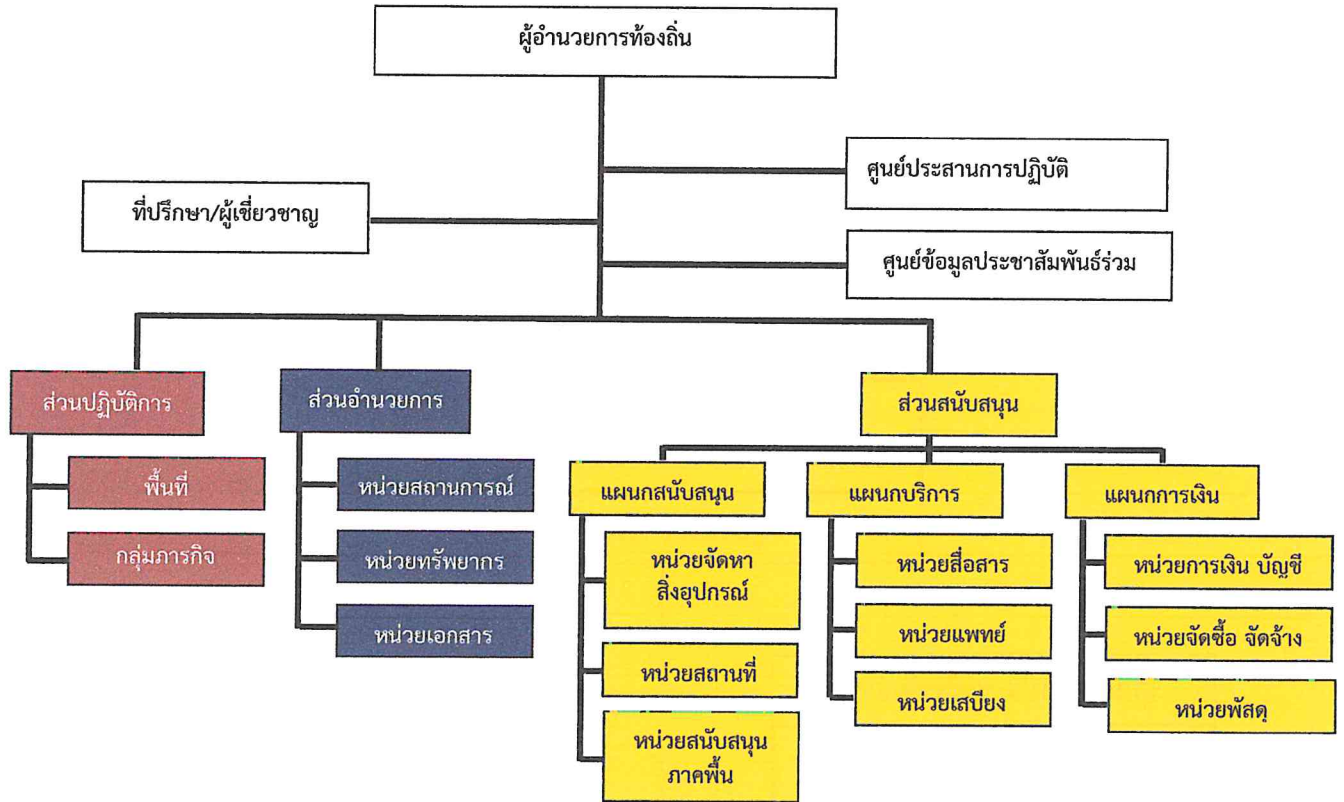 ผู้อำนวยการท้องถิ่น
ศูนย์ประสานการปฏิบัติ
ที่ปรึกษา/ผู้เชี่ยวชาญ
ศูนย์ข้อมูลประชาสัมพันธ์ร่วม
ส่วนปฏิบัติการ
พื้นที่
กลุ่มภารกิจ
ส่วนอำนวยการ
หน่วยสถานการณ์
หน่วยทรัพยากร
หน่วยเอกสาร
ส่วนสนับสนุน
แผนกสนับสนุน
หน่วยจัดหา
สิ่งอุปกรณ์
หน่วยสถานที่
หน่วยสนับสนุน
ภาคพื้น
แผนกบริการ
หน่วยสื่อสาร
หน่วยแพทย์
หน่วยเสบียง
แผนกการเงิน
หน่วยการเงิน บัญชี
หน่วยจัดซื้อ จัดจ้าง
หน่วยพัสดุ